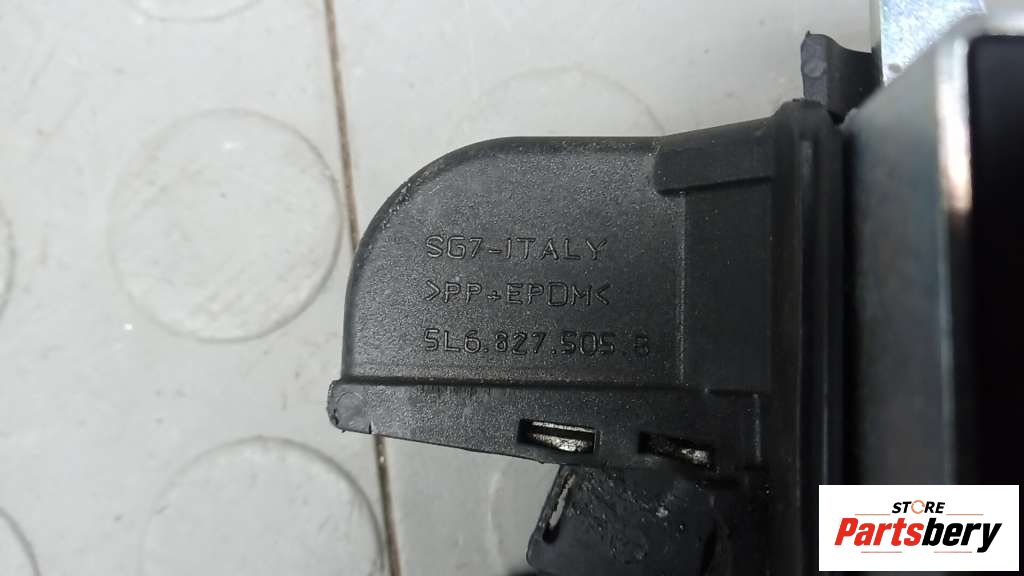 SG7-ITALY
>PP+EPDM<
5L6.827.505.B
STORE
Partsbery